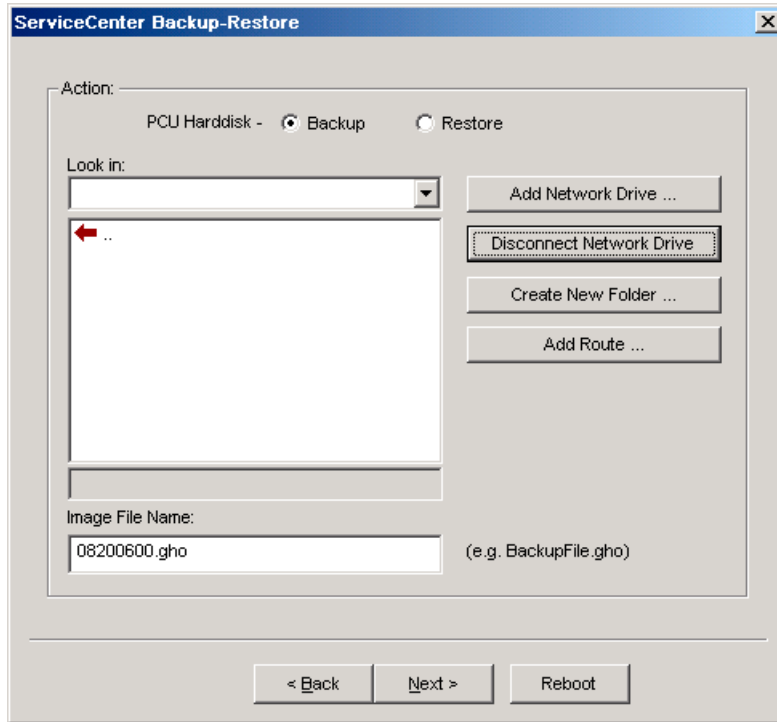 ServiceCenter Backup-Restore
Action:
PCU Harddisk - Backup Restore
Look in:
Add Network Drive ...
..
Disconnect Network Drive
Create New Folder ...
Add Route ...
Image File Name:
08200600.gho (e.g. BackupFile.gho)
< Back Next > Reboot